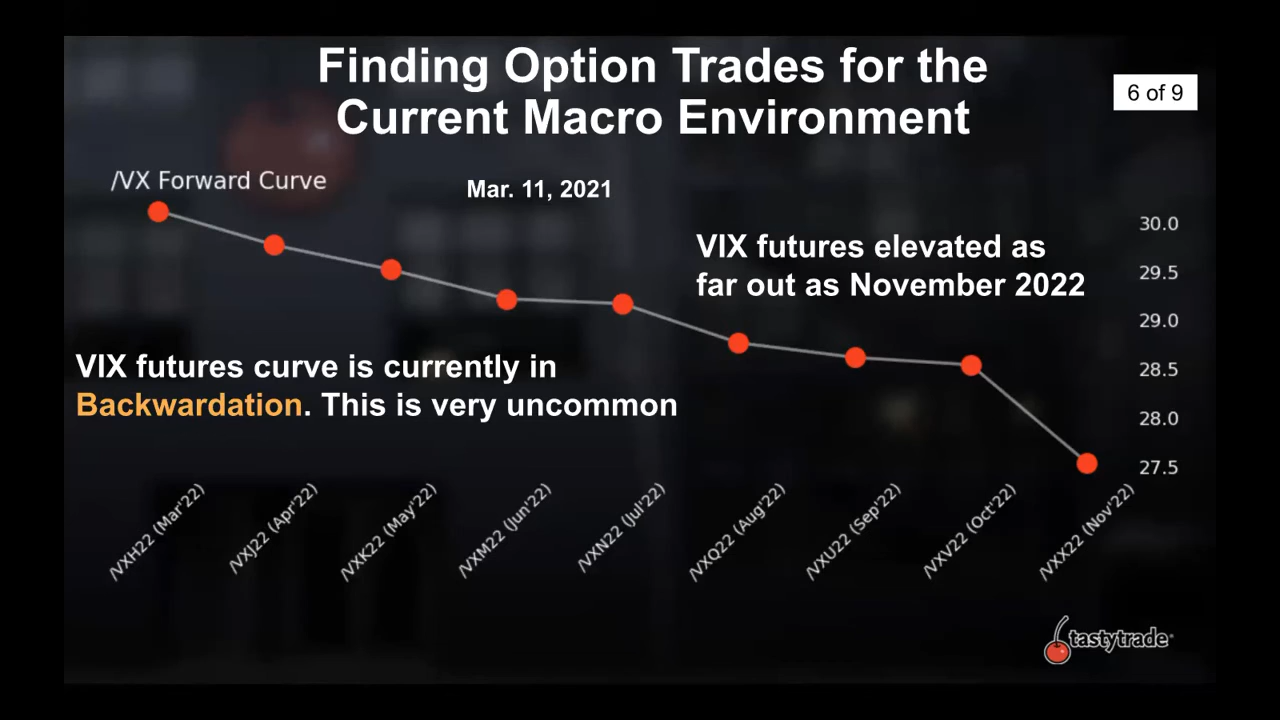 Finding Option Trades for the
Current Macro Environment
6 of 9
/VX Forward Curve
Mar. 11, 2021
VIX futures elevated as
far out as November 2022
VIX futures curve is currently in
Backwardation. This is very uncommon
30.0
29.5
29.0
28.5
28.0
27.5
/VXH22 (Mar'22)
/VXJ22 (Apr'22)
/VXK22 (May'22)
/VXM22 (Jun'22)
/VXN22 (Jul'22)
/VXQ22 (Aug'22)
/VXU22 (Sep'22)
/VXV22 (Oct'22)
/VXX22 (Nov'22)
tastytrade